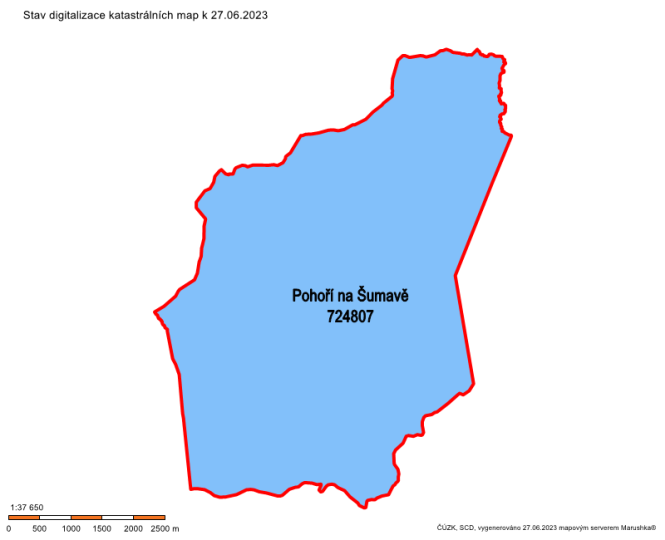 Stav digitalizace katastrálních map k 27.06.2023
Pohoří na Šumavě
724807
1:37 650
0 500 1000 1500 2000 2500 m
ČÚZK, SCD, vygenerováno 27.06.2023 mapovým serverem Marushka®